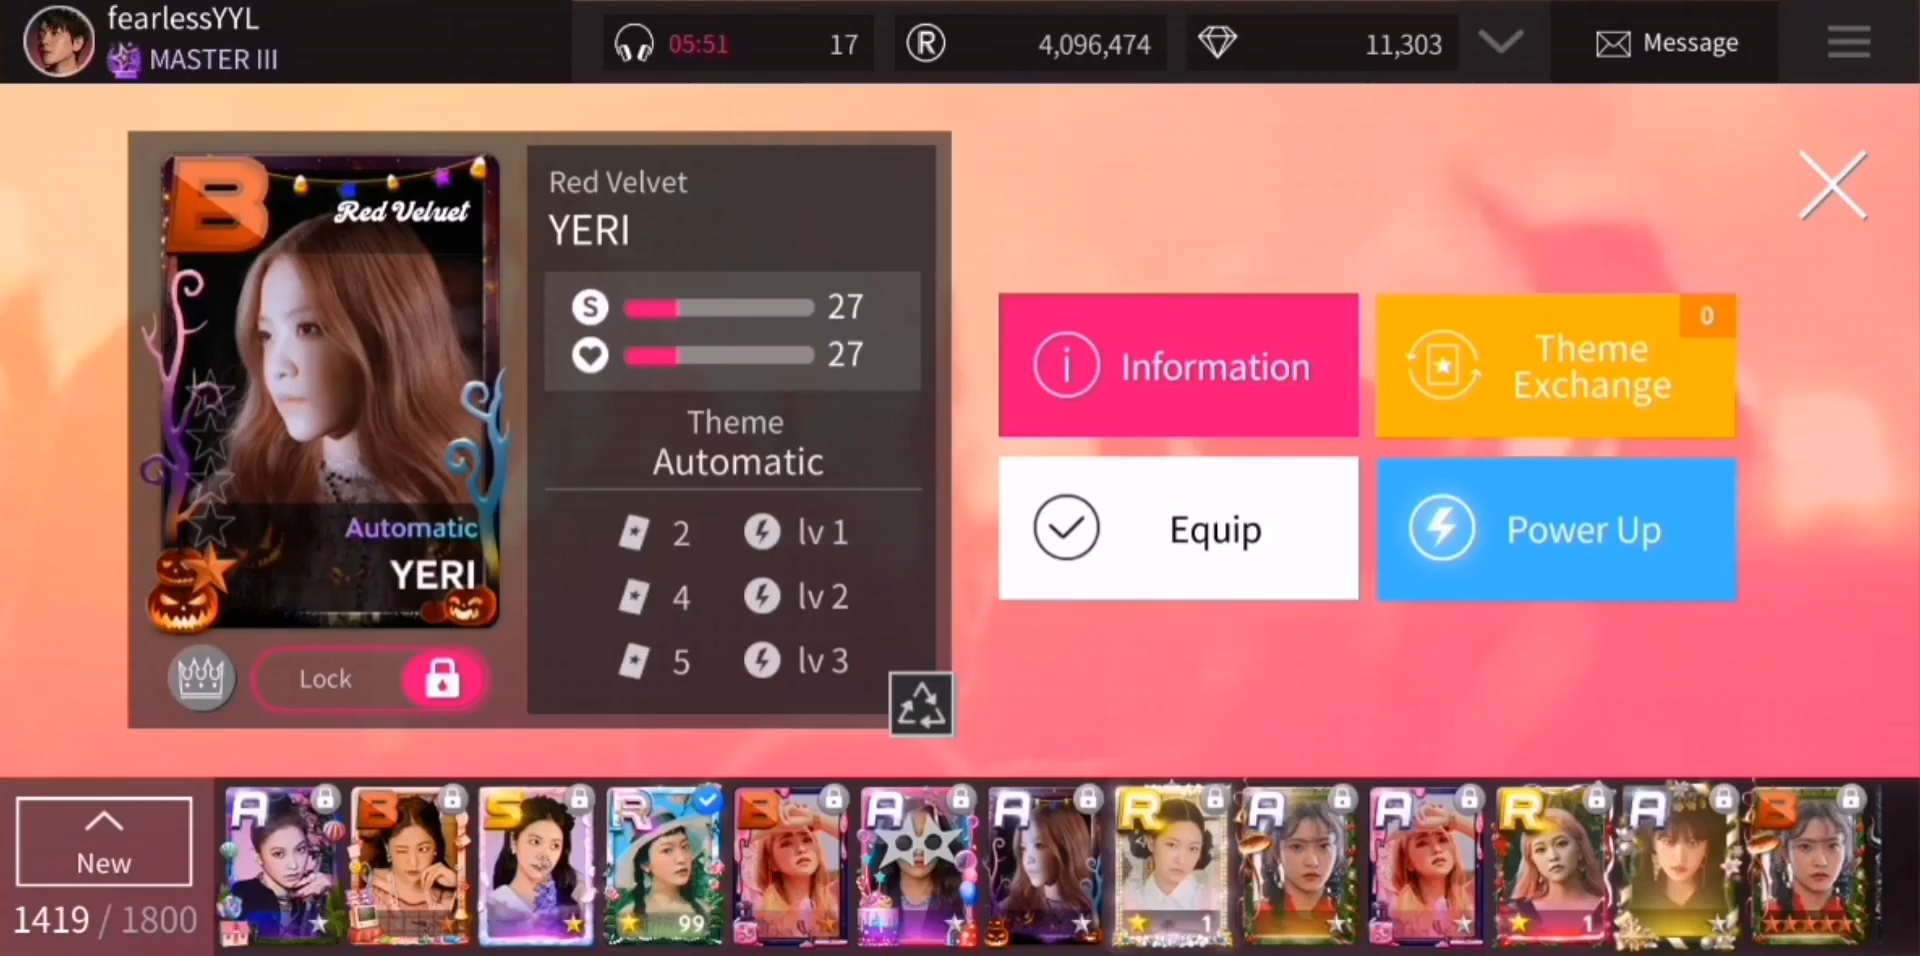 fearlessYYL
MASTER III
05:51 17
R 4,096,474
11,303
Message
B
Red Velvet
Automatic
YERI
Lock
Red Velvet
YERI
S 27
27
Theme
Automatic
2 lv 1
4 lv 2
5 lv 3
i Information
Theme
Exchange
0
Equip
Power Up
New
1419 / 1800
A
B
S
R
99
B
A
A
R
1
A
A
R
1
A
B